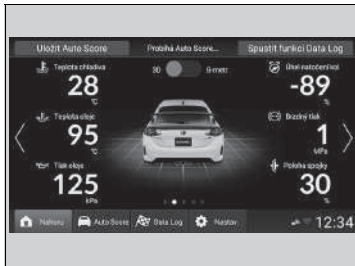 Uložit Auto Score
Probíhá Auto Score...
Spustit funkci Data Log
Teplota chladiva
28
°C
3D
G-metr
Úhel natočení kol
-89
%
Teplota oleje
95
°C
Brzdný tlak
1
MPa
Tlak oleje
125
kPa
Poloha spojky
30
%
Nahoru
Auto Score
Data Log
Nastav.
12:34